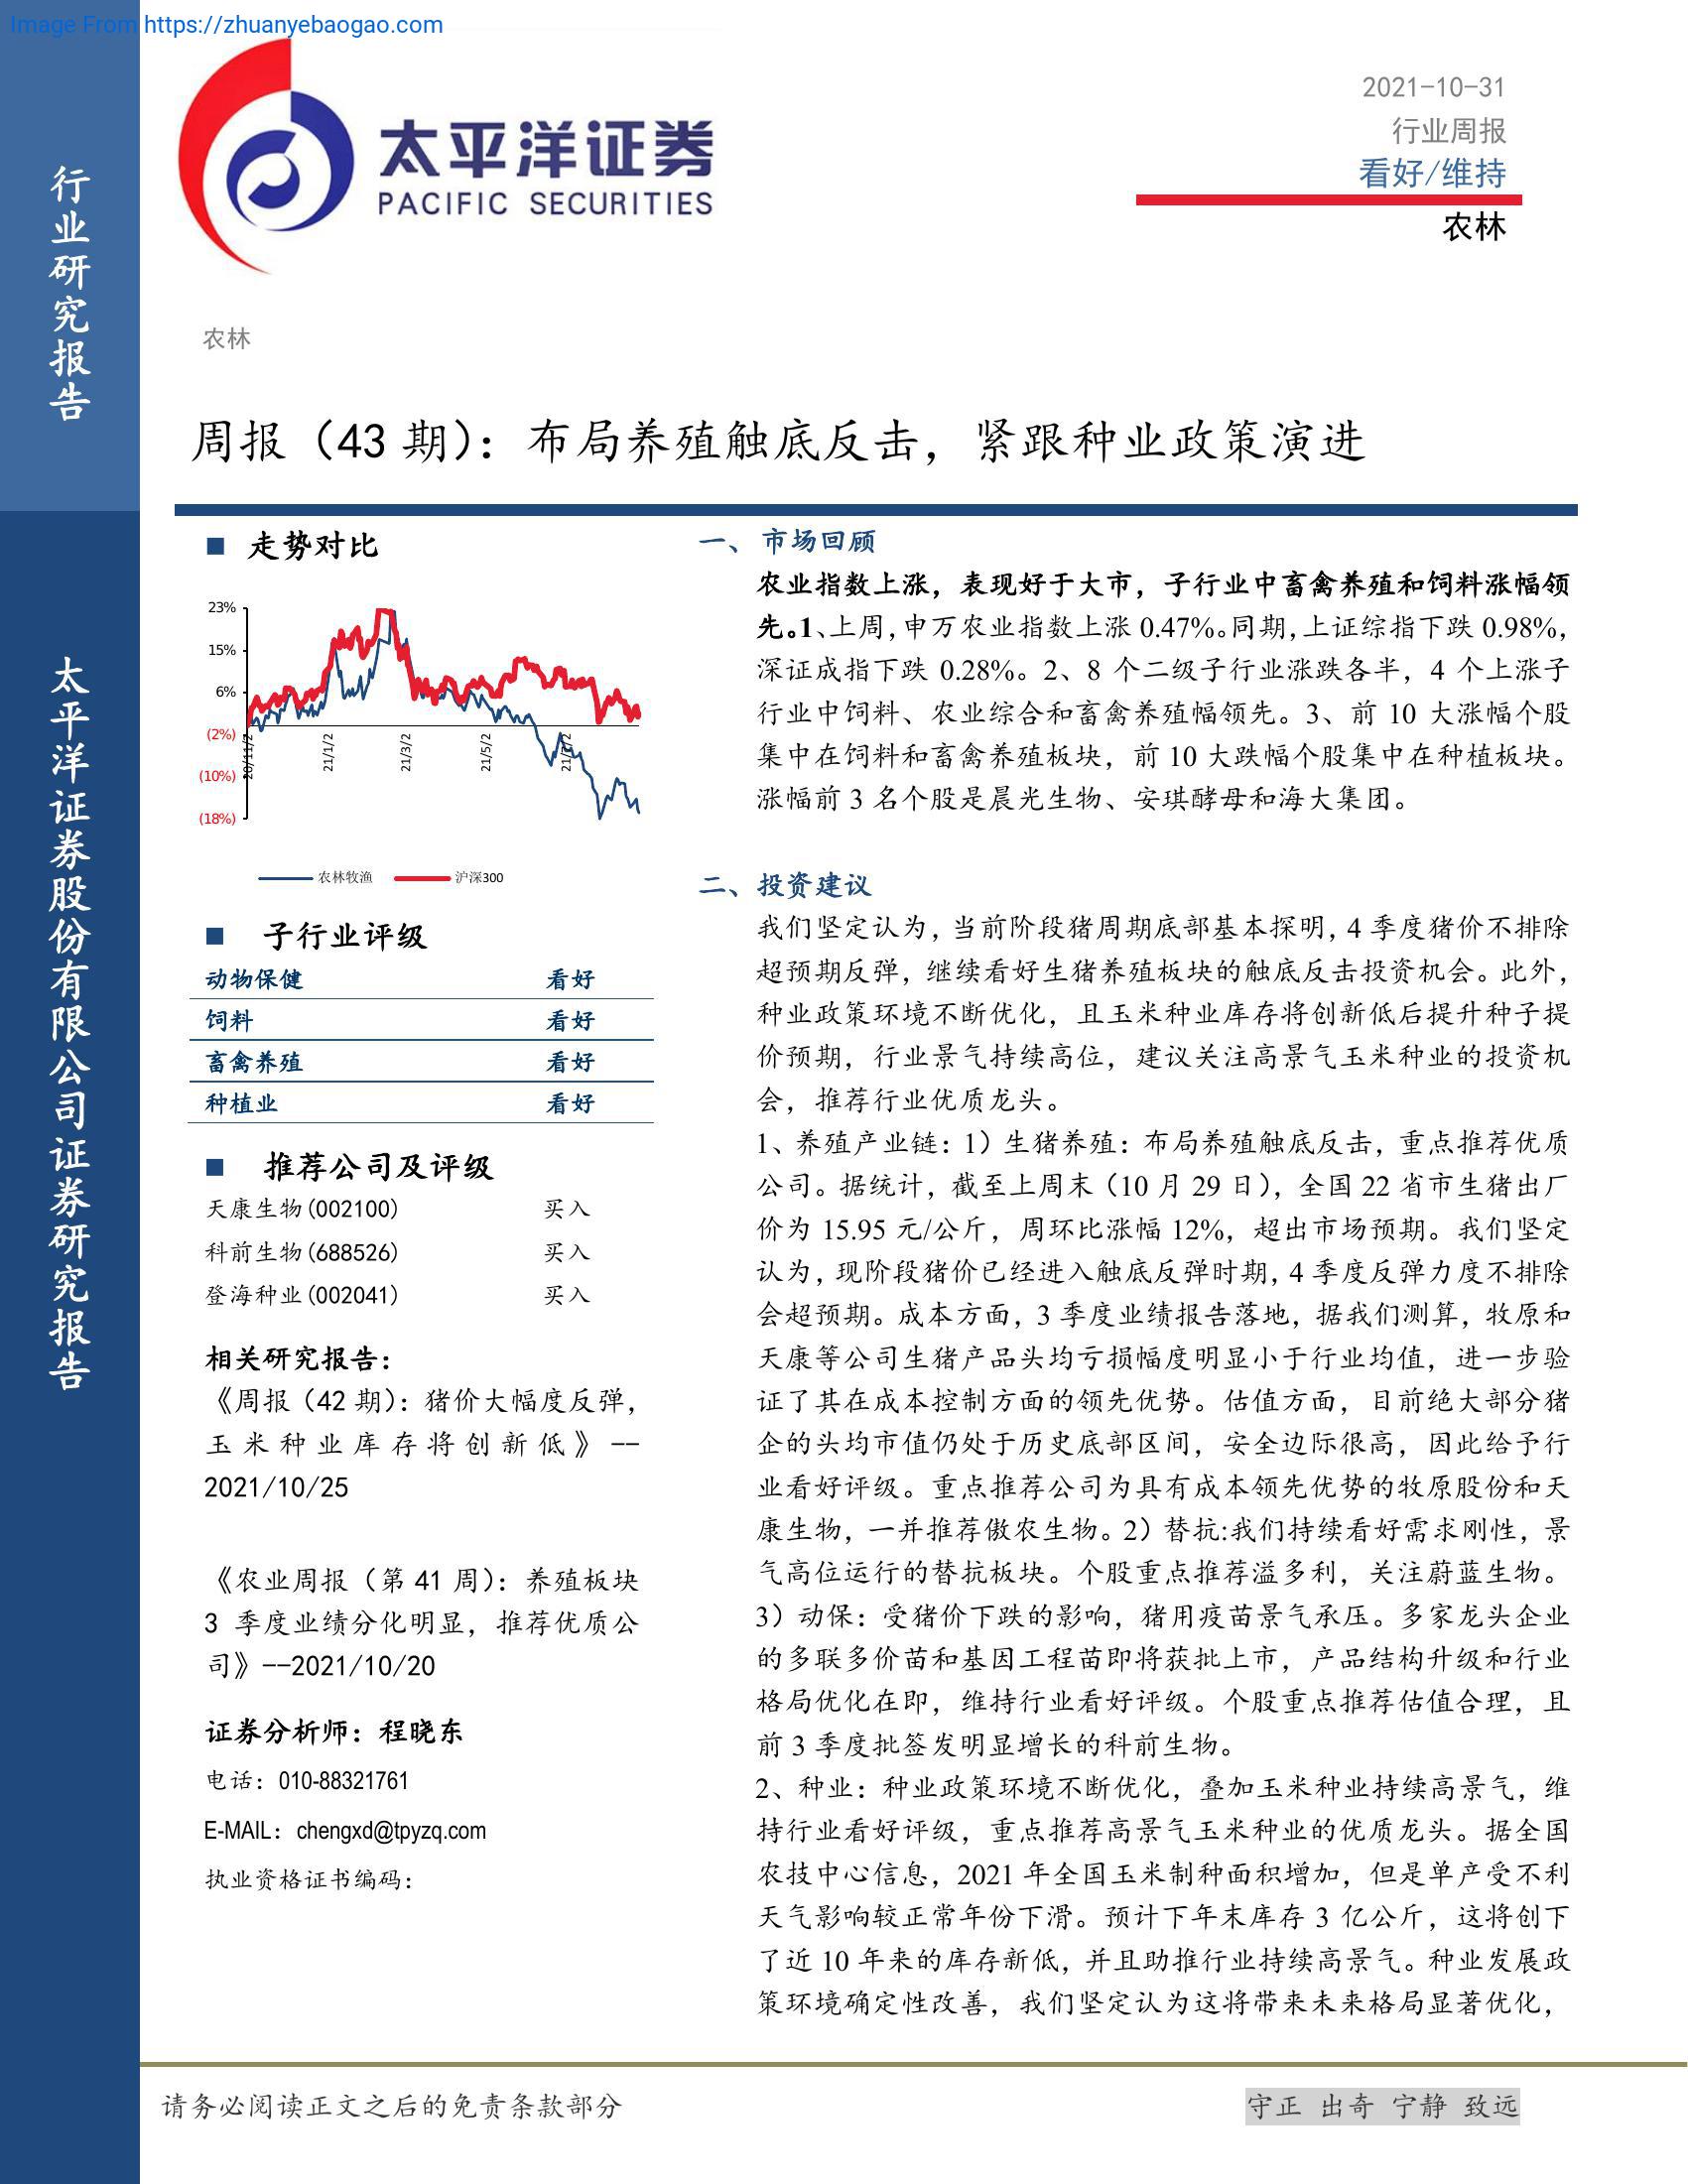 Image From https://zhuanyebaogao.com
行业研究报告
太平洋证券股份有限公司证券研究报告
太平洋证券
PACIFIC SECURITIES
2021-10-31
行业周报
看好/维持
农林
农林
周报（43 期）：布局养殖触底反击，紧跟种业政策演进
■ 走势对比
23%
15%
6%
(2%)
(10%)
(18%)
20/11/2
21/1/2
21/3/2
21/5/2
21/7/2
农林牧渔 沪深300
■ 子行业评级
动物保健 看好
饲料 看好
畜禽养殖 看好
种植业 看好
■ 推荐公司及评级
天康生物(002100) 买入
科前生物(688526) 买入
登海种业(002041) 买入
相关研究报告：
《周报（42 期）：猪价大幅度反弹，
玉米种业库存将创新低》--
2021/10/25
《农业周报（第 41 周）：养殖板块
3 季度业绩分化明显，推荐优质公
司》--2021/10/20
证券分析师：程晓东
电话：010-88321761
E-MAIL：chengxd@tpyzq.com
执业资格证书编码：
一、 市场回顾
农业指数上涨，表现好于大市，子行业中畜禽养殖和饲料涨幅领
先。1、上周，申万农业指数上涨 0.47%。同期，上证综指下跌 0.98%，
深证成指下跌 0.28%。2、8 个二级子行业涨跌各半，4 个上涨子
行业中饲料、农业综合和畜禽养殖幅领先。3、前 10 大涨幅个股
集中在饲料和畜禽养殖板块，前 10 大跌幅个股集中在种植板块。
涨幅前 3 名个股是晨光生物、安琪酵母和海大集团。
二、 投资建议
我们坚定认为，当前阶段猪周期底部基本探明，4 季度猪价不排除
超预期反弹，继续看好生猪养殖板块的触底反击投资机会。此外，
种业政策环境不断优化，且玉米种业库存将创新低后提升种子提
价预期，行业景气持续高位，建议关注高景气玉米种业的投资机
会，推荐行业优质龙头。
1、养殖产业链：1）生猪养殖：布局养殖触底反击，重点推荐优质
公司。据统计，截至上周末（10 月 29 日），全国 22 省市生猪出厂
价为 15.95 元/公斤，周环比涨幅 12%，超出市场预期。我们坚定
认为，现阶段猪价已经进入触底反弹时期，4 季度反弹力度不排除
会超预期。成本方面，3 季度业绩报告落地，据我们测算，牧原和
天康等公司生猪产品头均亏损幅度明显小于行业均值，进一步验
证了其在成本控制方面的领先优势。估值方面，目前绝大部分猪
企的头均市值仍处于历史底部区间，安全边际很高，因此给予行
业看好评级。重点推荐公司为具有成本领先优势的牧原股份和天
康生物，一并推荐傲农生物。2）替抗:我们持续看好需求刚性，景
气高位运行的替抗板块。个股重点推荐溢多利，关注蔚蓝生物。
3）动保：受猪价下跌的影响，猪用疫苗景气承压。多家龙头企业
的多联多价苗和基因工程苗即将获批上市，产品结构升级和行业
格局优化在即，维持行业看好评级。个股重点推荐估值合理，且
前 3 季度批签发明显增长的科前生物。
2、种业：种业政策环境不断优化，叠加玉米种业持续高景气，维
持行业看好评级，重点推荐高景气玉米种业的优质龙头。据全国
农技中心信息，2021 年全国玉米制种面积增加，但是单产受不利
天气影响较正常年份下滑。预计下年末库存 3 亿公斤，这将创下
了近 10 年来的库存新低，并且助推行业持续高景气。种业发展政
策环境确定性改善，我们坚定认为这将带来未来格局显著优化，
请务必阅读正文之后的免责条款部分
守正 出奇 宁静 致远